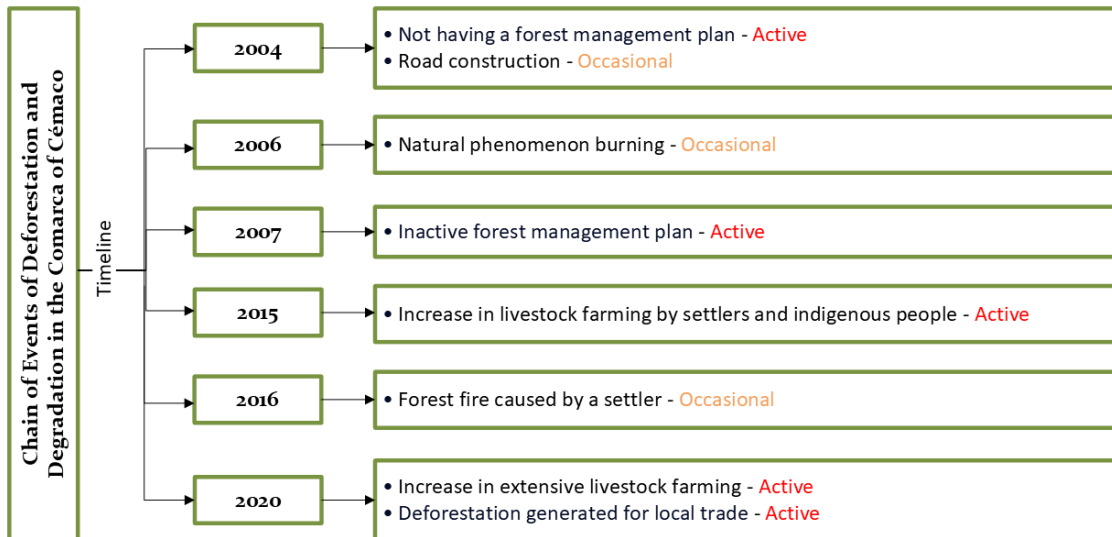 Chain of Events of Deforestation and
Degradation in the Comarca of Cémaco
Timeline
2004
• Not having a forest management plan - Active
• Road construction - Occasional
2006
• Natural phenomenon burning - Occasional
2007
• Inactive forest management plan - Active
2015
• Increase in livestock farming by settlers and indigenous people - Active
2016
• Forest fire caused by a settler - Occasional
2020
• Increase in extensive livestock farming - Active
• Deforestation generated for local trade - Active